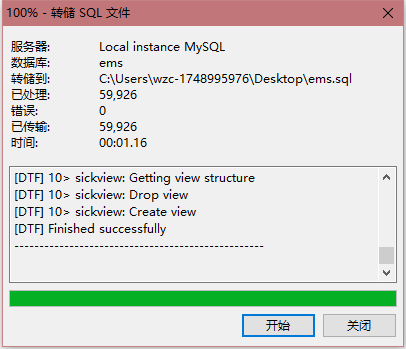 100% - 转储 SQL 文件
服务器: Local instance MySQL
数据库: ems
转储到: C:\Users\wzc-1748995976\Desktop\ems.sql
已处理: 59,926
错误: 0
已传输: 59,926
时间: 00:01.16
[DTF] 10> sickview: Getting view structure
[DTF] 10> sickview: Drop view
[DTF] 10> sickview: Create view
[DTF] Finished successfully
--------------------------------------------------
开始 关闭